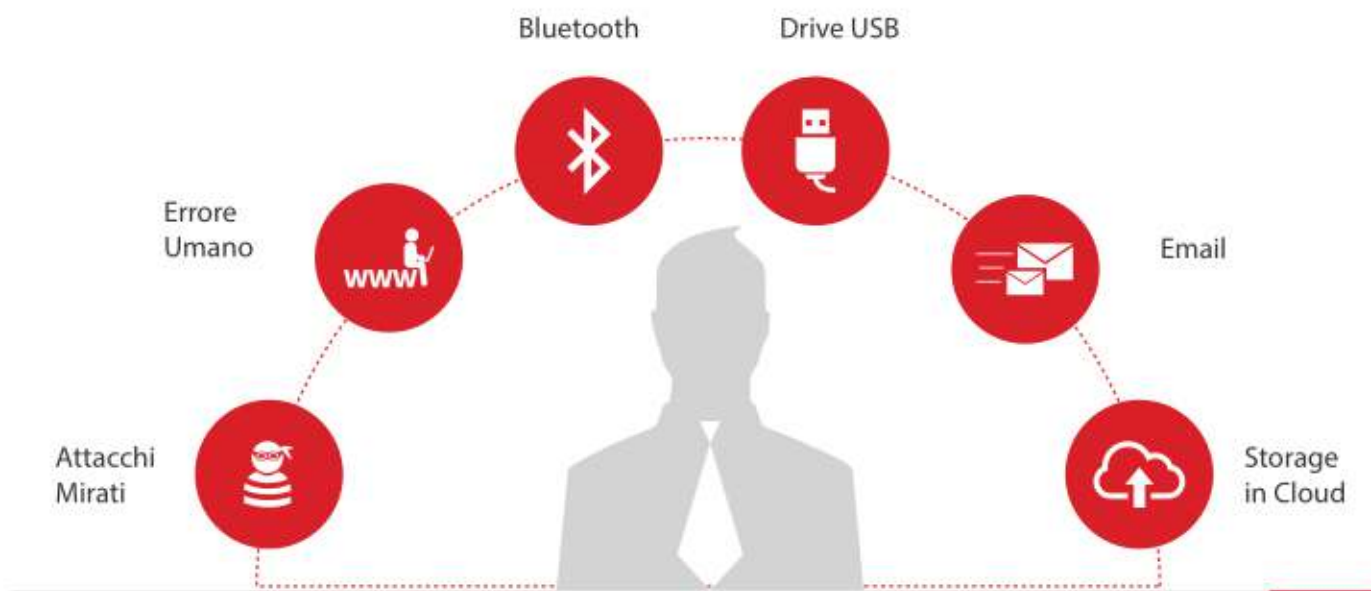 Bluetooth
Drive USB
Errore
Umano
www
Email
Attacchi
Mirati
Storage
in Cloud